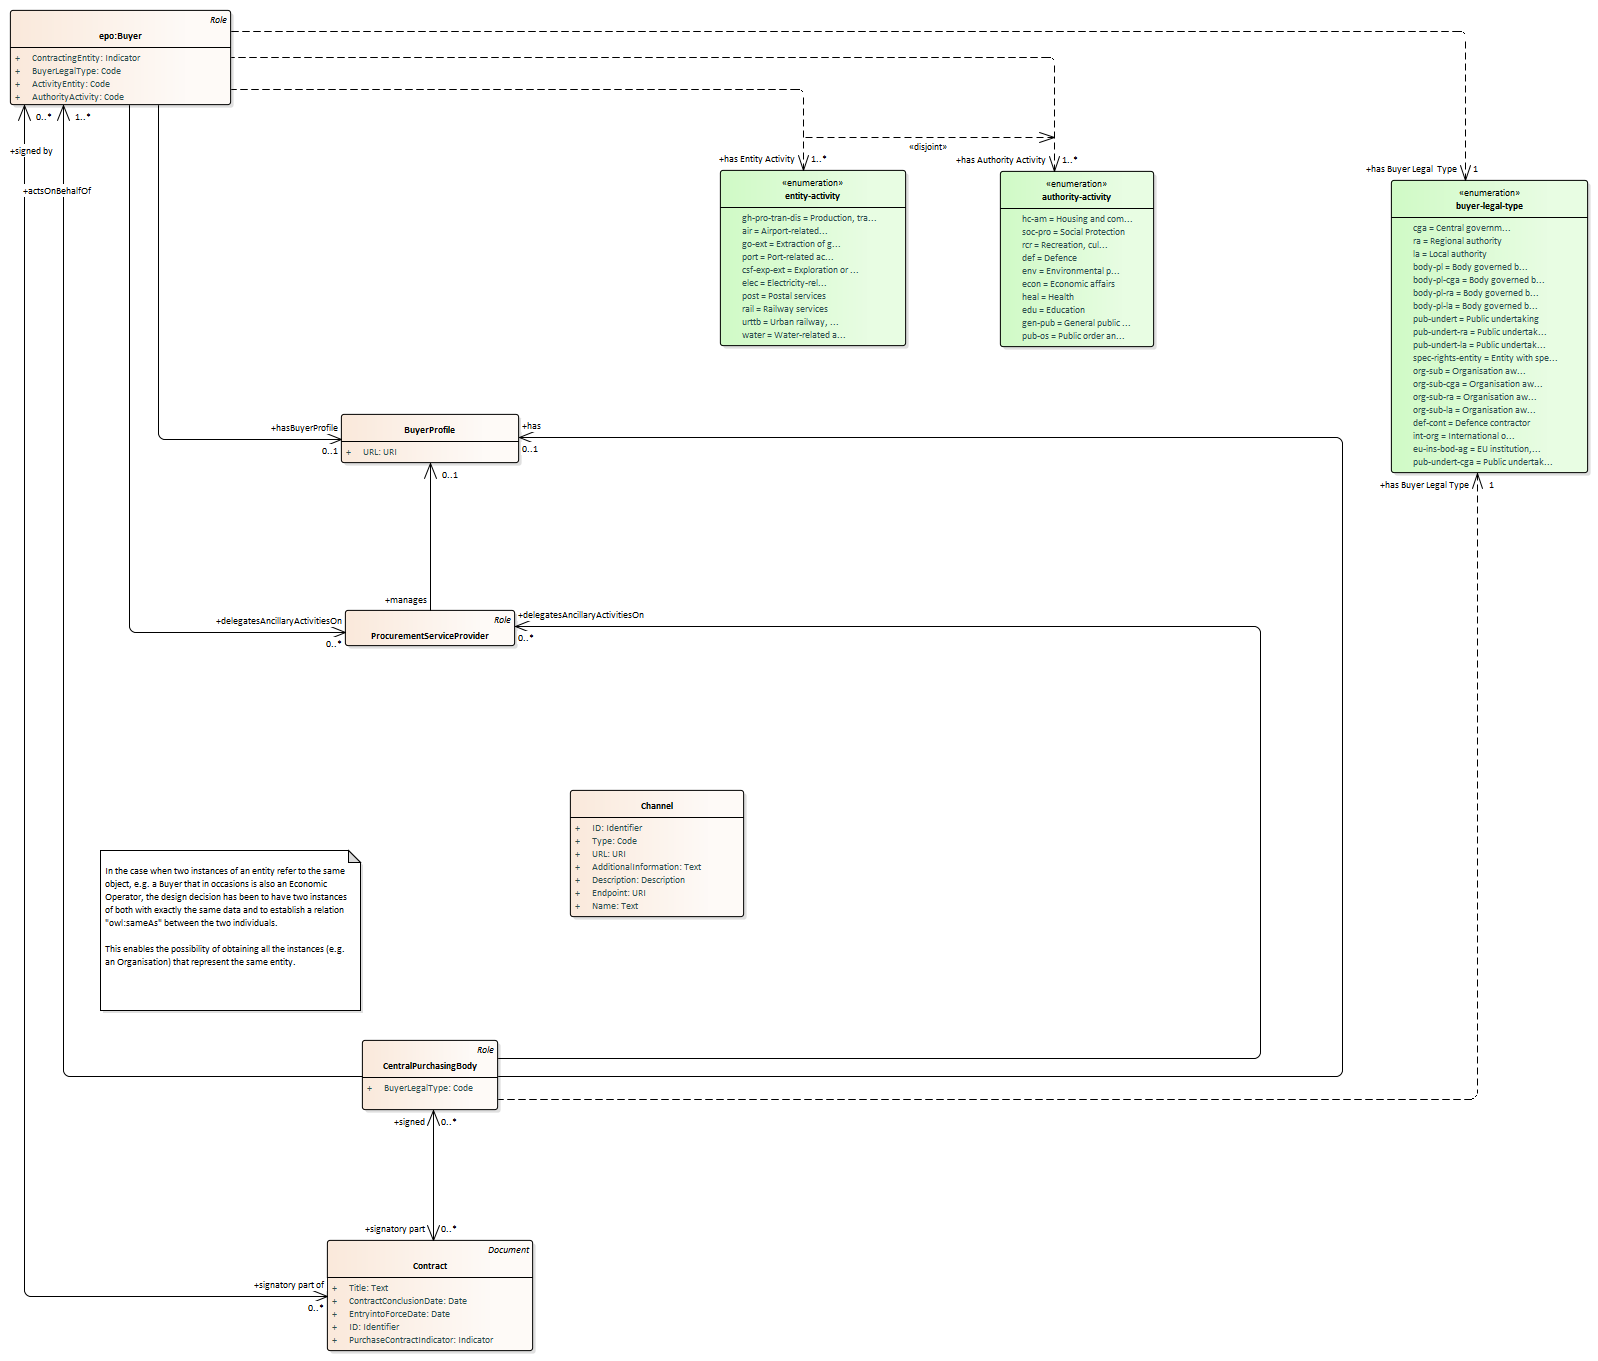 Role
epo:Buyer
+ ContractingEntity: Indicator
+ BuyerLegalType: Code
+ ActivityEntity: Code
+ AuthorityActivity: Code
0..*
1..*
+signed by
+actsOnBehalfOf
+has Entity Activity
1..*
«disjoint»
+has Authority Activity
1..*
+has Buyer Legal Type
1
«enumeration»
entity-activity
gh-pro-tran-dis = Production, tra...
air = Airport-related...
go-ext = Extraction of g...
port = Port-related ac...
csf-exp-ext = Exploration or ...
elec = Electricity-rel...
post = Postal services
rail = Railway services
urttb = Urban railway, ...
water = Water-related a...
«enumeration»
authority-activity
hc-am = Housing and com...
soc-pro = Social Protection
rcr = Recreation, cul...
def = Defence
env = Environmental p...
econ = Economic affairs
heal = Health
edu = Education
gen-pub = General public ...
pub-os = Public order an...
«enumeration»
buyer-legal-type
cga = Central governm...
ra = Regional authority
la = Local authority
body-pl = Body governed b...
body-pl-cga = Body governed b...
body-pl-ra = Body governed b...
body-pl-la = Body governed b...
pub-undert = Public undertaking
pub-undert-ra = Public undertak...
pub-undert-la = Public undertak...
spec-rights-entity = Entity with spe...
org-sub = Organisation aw...
org-sub-cga = Organisation aw...
org-sub-ra = Organisation aw...
org-sub-la = Organisation aw...
def-cont = Defence contractor
int-org = International o...
eu-ins-bod-ag = EU institution,...
pub-undert-cga = Public undertak...
+has Buyer Legal Type
1
+hasBuyerProfile
0..1
BuyerProfile
+ URL: URI
+has
0..1
0..1
+manages
+delegatesAncillaryActivitiesOn
0..*
Role
ProcurementServiceProvider
+delegatesAncillaryActivitiesOn
0..*
Channel
+ ID: Identifier
+ Type: Code
+ URL: URI
+ AdditionalInformation: Text
+ Description: Description
+ Endpoint: URI
+ Name: Text
In the case when two instances of an entity refer to the same
object, e.g. a Buyer that in occasions is also an Economic
Operator, the design decision has been to have two instances
of both with exactly the same data and to establish a relation
"owl:sameAs" between the two individuals.
This enables the possibility of obtaining all the instances (e.g.
an Organisation) that represent the same entity.
Role
CentralPurchasingBody
+ BuyerLegalType: Code
+signed
0..*
+signatory part
0..*
+signatory part of
0..*
Document
Contract
+ Title: Text
+ ContractConclusionDate: Date
+ EntryintoForceDate: Date
+ ID: Identifier
+ PurchaseContractIndicator: Indicator